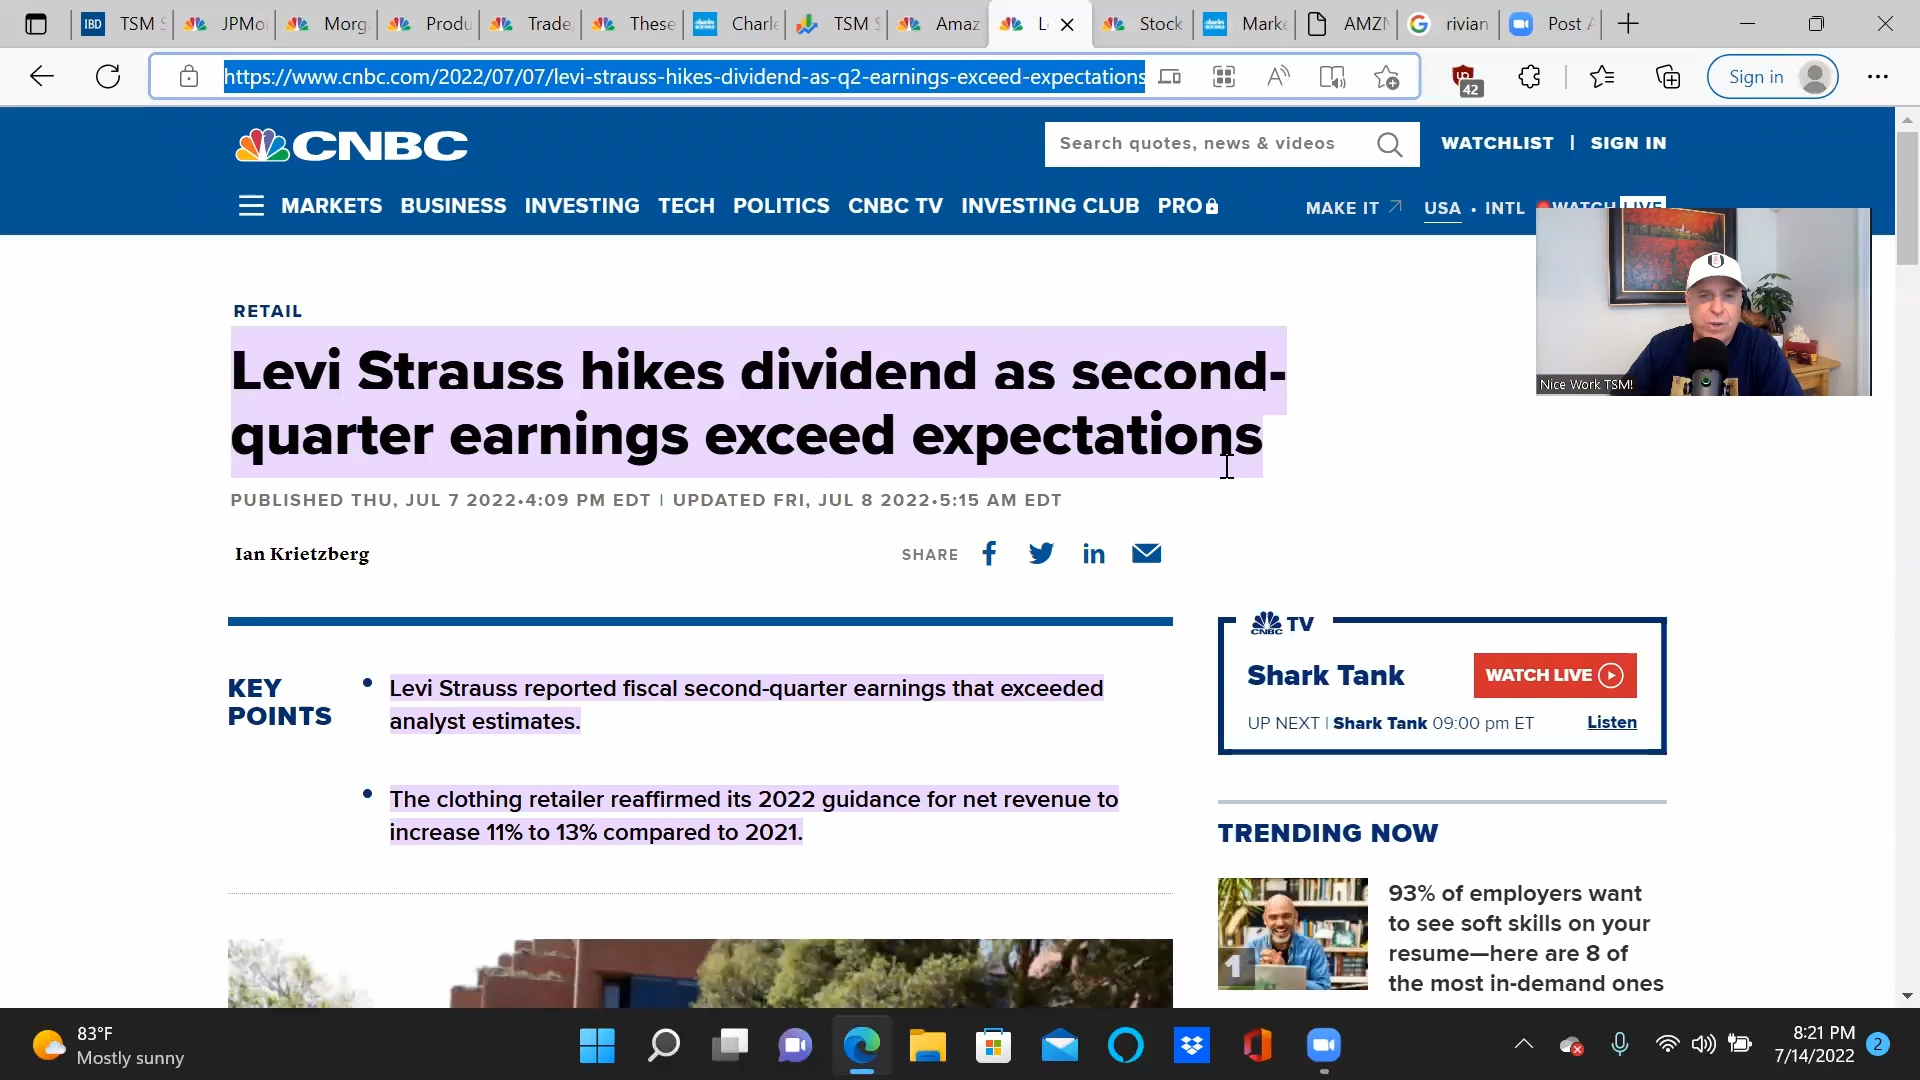 IBD TSM S
JPMo
Morg
Produ
Trade
These
Charl
TSM S
Amaz
L
Stock
Marke
AMZN
rivian
Post A
https://www.cnbc.com/2022/07/07/levi-strauss-hikes-dividend-as-q2-earnings-exceed-expectations
42
Sign in
CNBC
Search quotes, news & videos
WATCHLIST | SIGN IN
MARKETS BUSINESS INVESTING TECH POLITICS CNBC TV INVESTING CLUB PRO
MAKE IT USA • INTL WATCH LIVE
Nice Work TSM!
RETAIL
Levi Strauss hikes dividend as second-
quarter earnings exceed expectations
PUBLISHED THU, JUL 7 2022•4:09 PM EDT | UPDATED FRI, JUL 8 2022•5:15 AM EDT
Ian Krietzberg
SHARE
KEY
POINTS
• Levi Strauss reported fiscal second-quarter earnings that exceeded
analyst estimates.
• The clothing retailer reaffirmed its 2022 guidance for net revenue to
increase 11% to 13% compared to 2021.
CNBC TV
Shark Tank
WATCH LIVE
UP NEXT | Shark Tank 09:00 pm ET
Listen
TRENDING NOW
1
93% of employers want
to see soft skills on your
resume—here are 8 of
the most in-demand ones
83°F
Mostly sunny
8:21 PM
7/14/2022
2